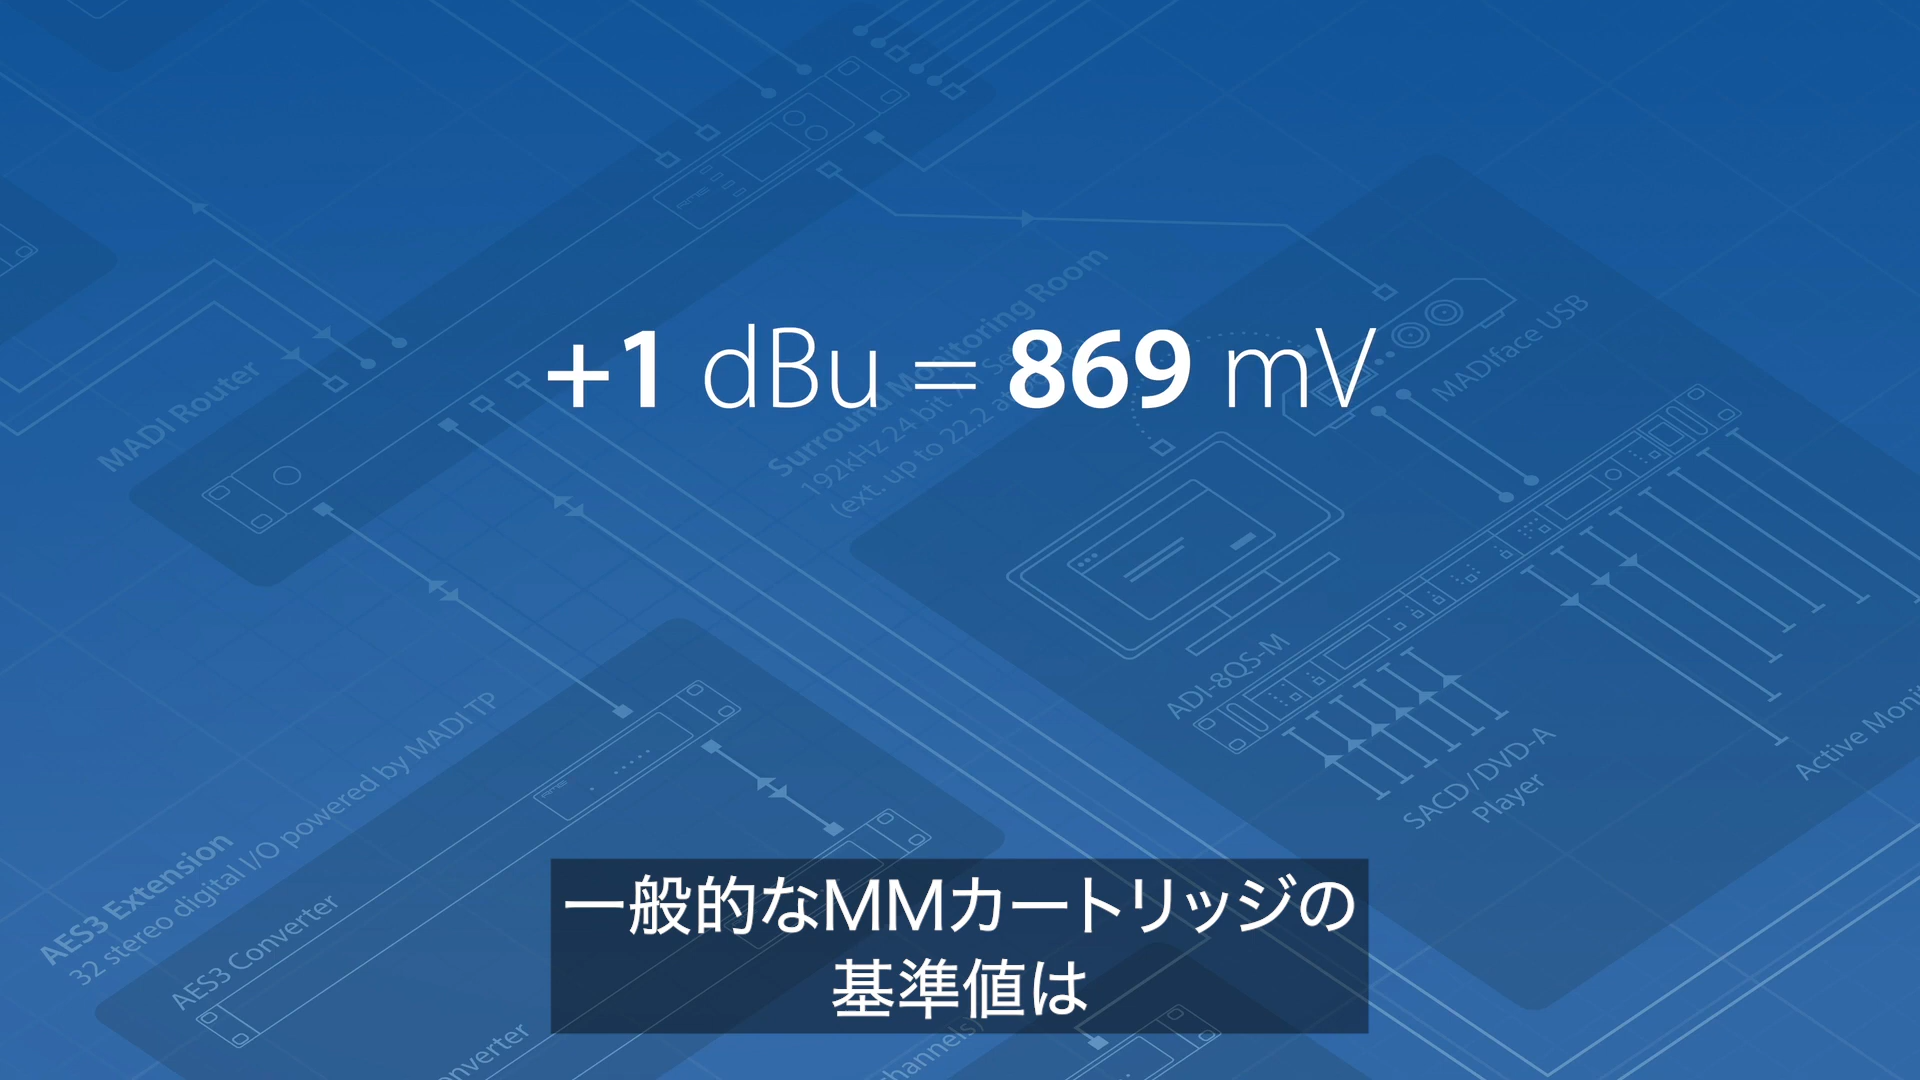 +1 dBu = 869 mV
MADI Router
Surround Monitoring Room
192kHz 24 bit
(ext. up to 22.2
MADIface USB
ADI-8QS-M
SACD/DVD-A
Player
Active Moni
AES3 Extension
32 stereo digital I/O powered by MADI TP
AES3 Converter
nverter
hannels)
一般的なMMカートリッジの
基準値は